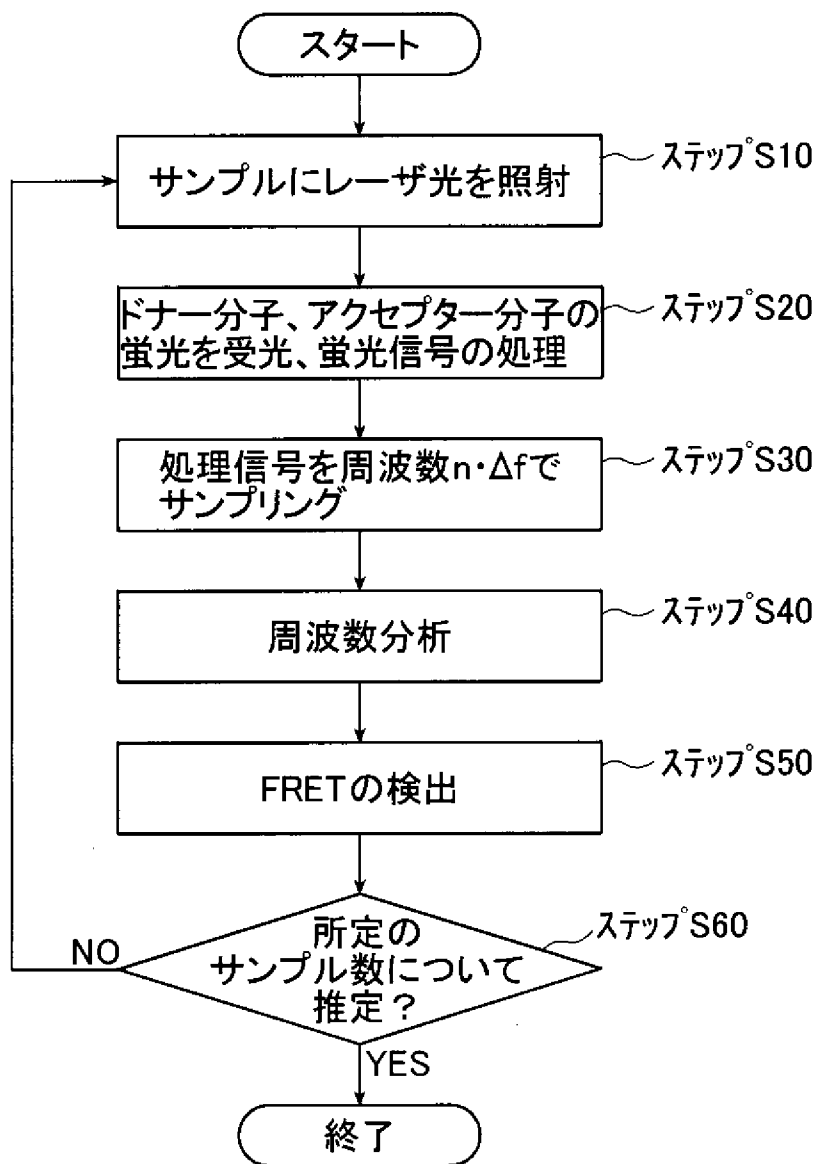 スタート
サンプルにレーザ光を照射
ステップS10
ドナー分子、アクセプター分子の
蛍光を受光、蛍光信号の処理
ステップS20
処理信号を周波数n・Δfで
サンプリング
ステップS30
周波数分析
ステップS40
FRETの検出
ステップS50
所定の
サンプル数について
推定？
ステップS60
NO
YES
終了